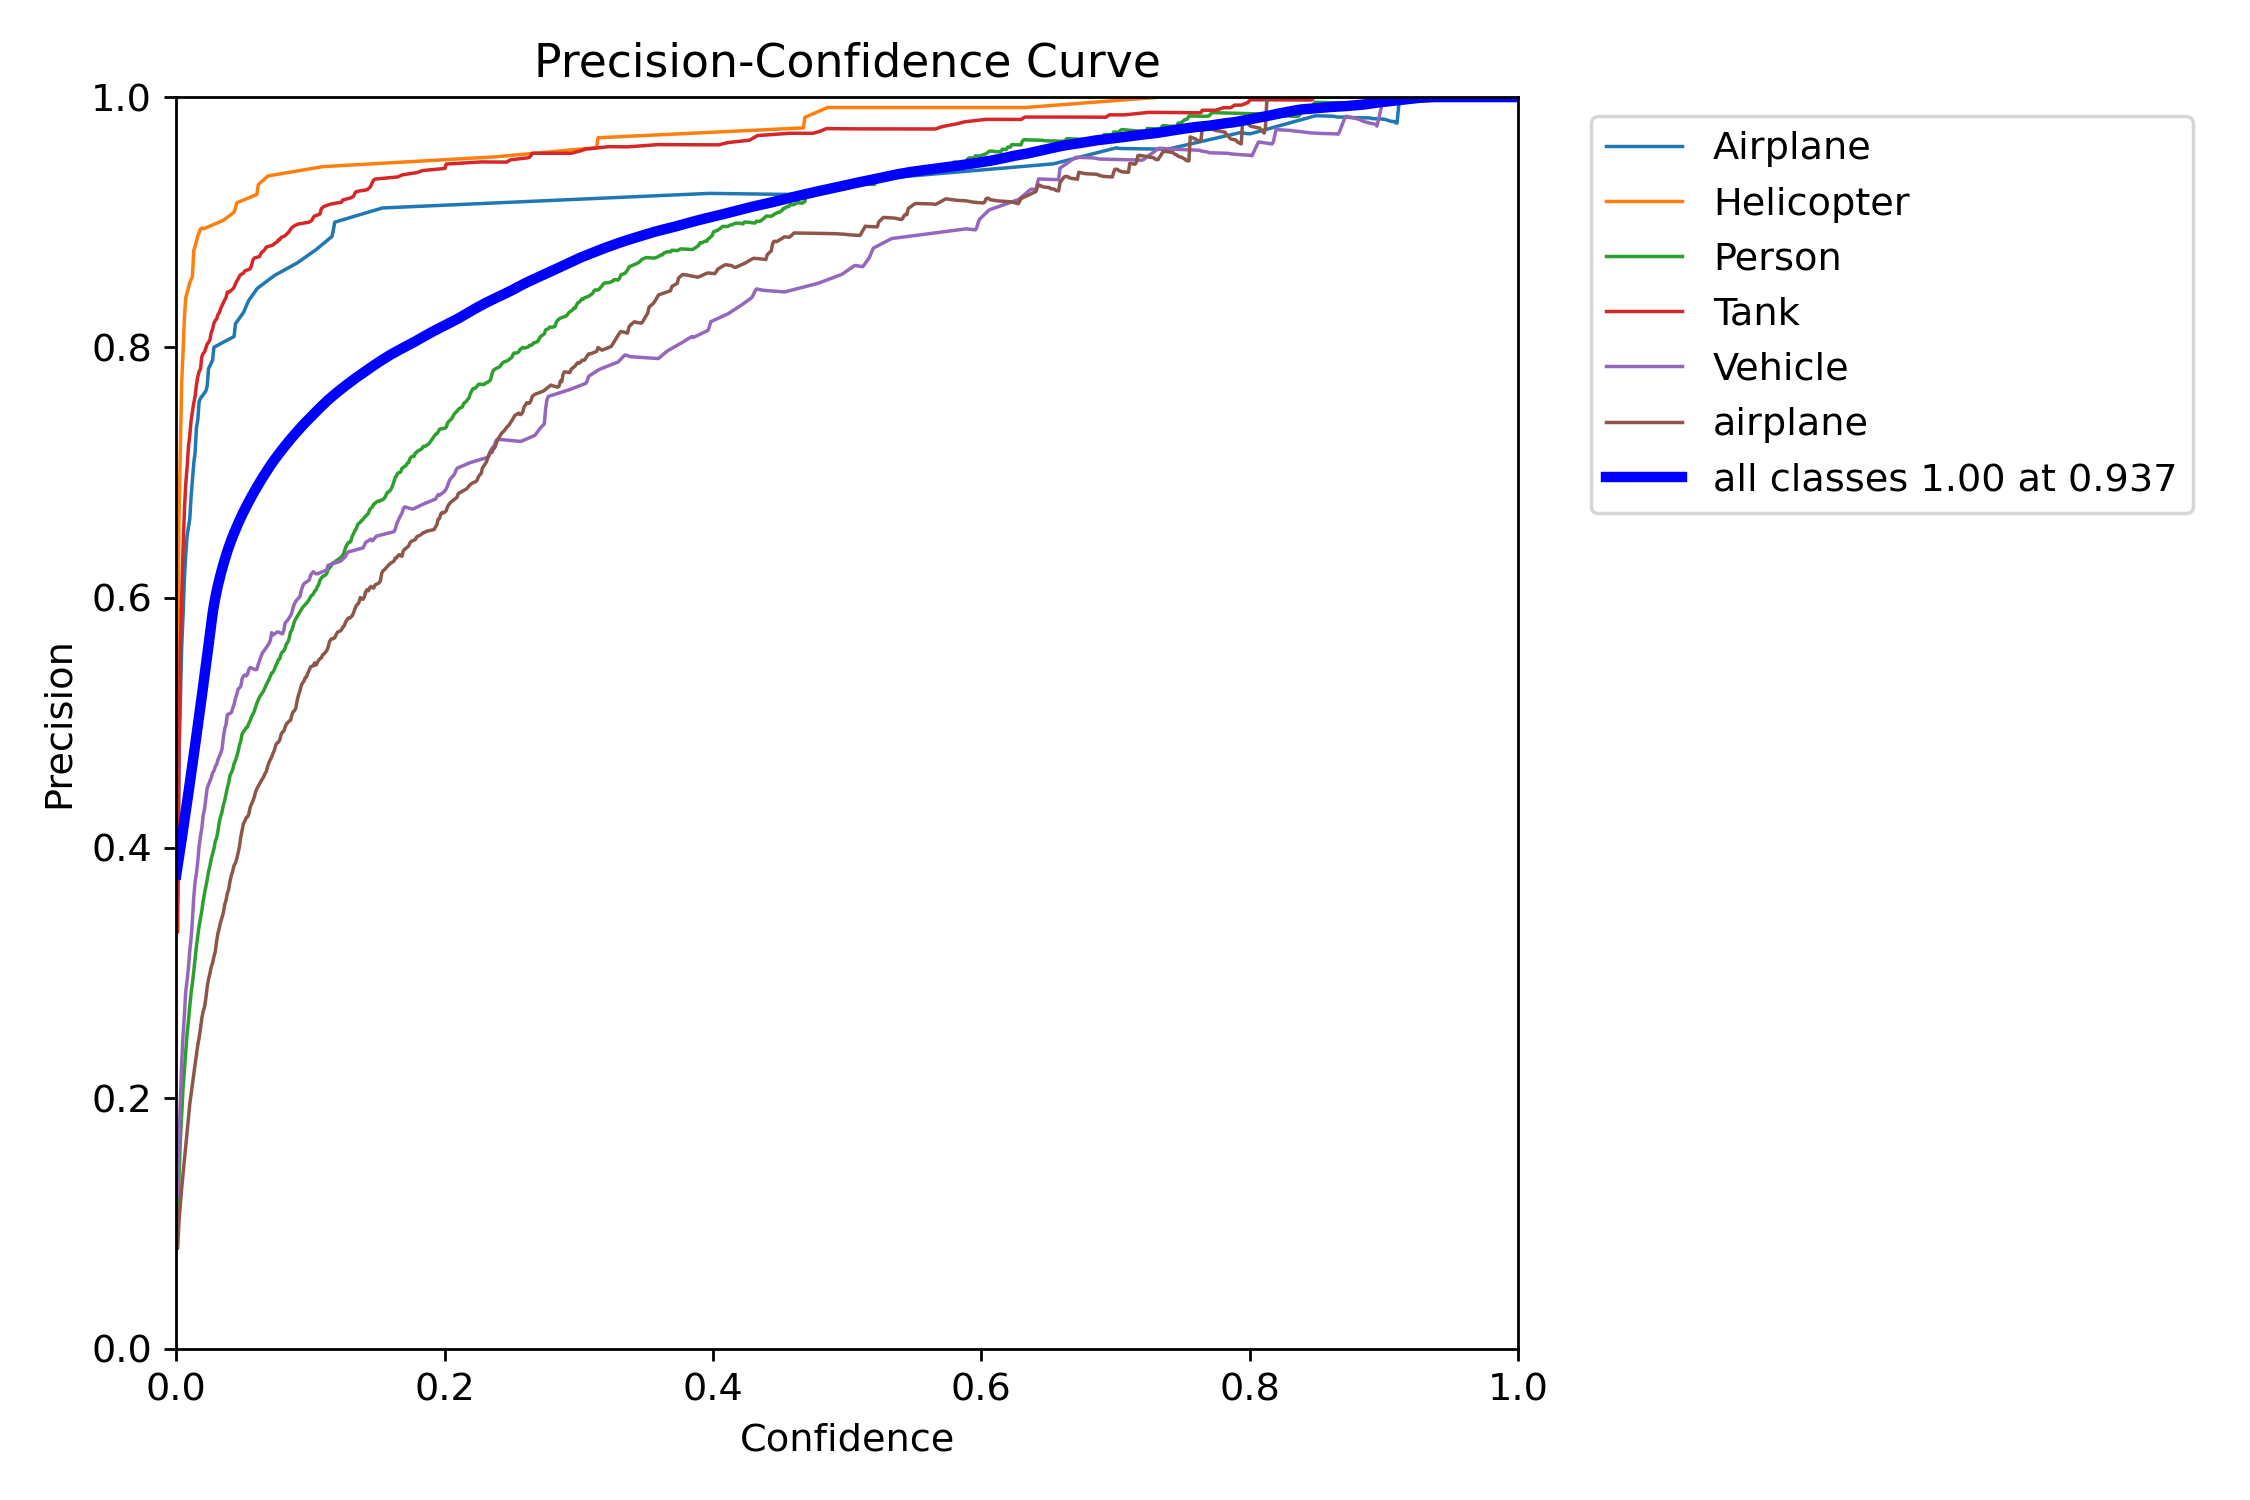 Precision-Confidence Curve
1.0
0.8
0.6
0.4
0.2
0.0
Precision
0.0 0.2 0.4 0.6 0.8 1.0
Confidence
Airplane
Helicopter
Person
Tank
Vehicle
airplane
all classes 1.00 at 0.937